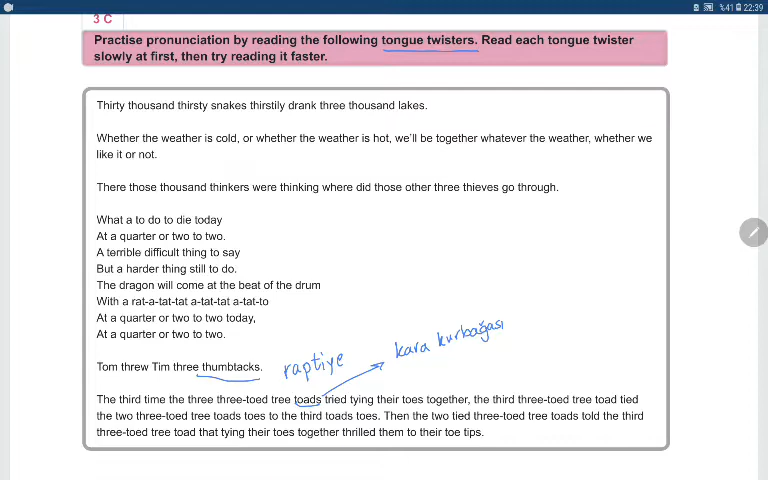 %41 22:39
3 C
Practise pronunciation by reading the following tongue twisters. Read each tongue twister
slowly at first, then try reading it faster.
Thirty thousand thirsty snakes thirstily drank three thousand lakes.
Whether the weather is cold, or whether the weather is hot, we'll be together whatever the weather, whether we
like it or not.
There those thousand thinkers were thinking where did those other three thieves go through.
What a to do to die today
At a quarter or two to two.
A terrible difficult thing to say
But a harder thing still to do.
The dragon will come at the beat of the drum
With a rat-a-tat-tat a-tat-tat a-tat-to
At a quarter or two to two today,
At a quarter or two to two.
Tom threw Tim three thumbtacks. raptiye
kara kurbağası
The third time the three three-toed tree toads tried tying their toes together, the third three-toed tree toad tied
the two three-toed tree toads toes to the third toads toes. Then the two tied three-toed tree toads told the third
three-toed tree toad that tying their toes together thrilled them to their toe tips.